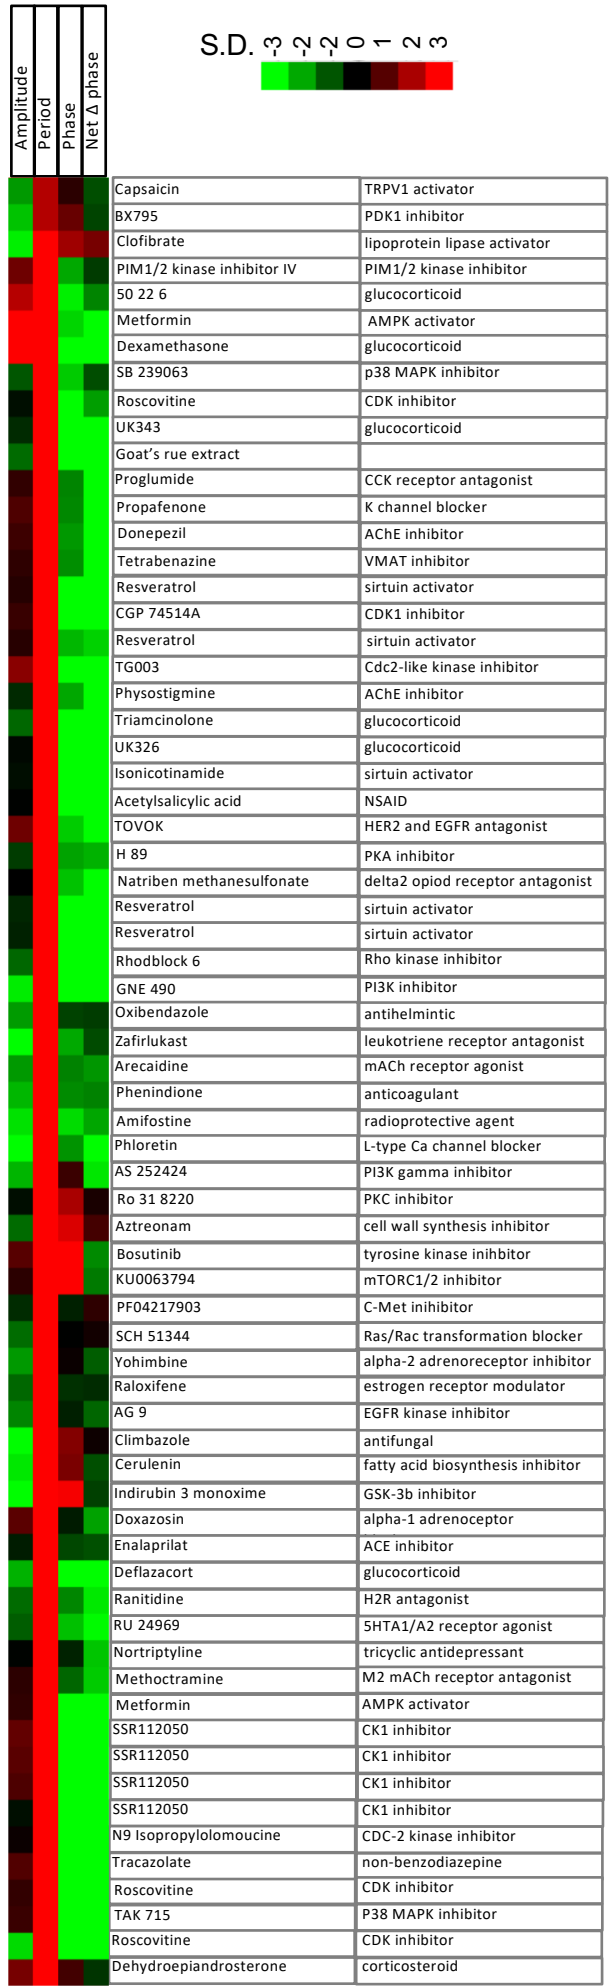 S.D.
-3 -2 -2 0 1 2 3
Amplitude
Period
Phase
Net Δ phase
Capsaicin TRPV1 activator
BX795 PDK1 inhibitor
Clofibrate lipoprotein lipase activator
PIM1/2 kinase inhibitor IV PIM1/2 kinase inhibitor
50 22 6 glucocorticoid
Metformin AMPK activator
Dexamethasone glucocorticoid
SB 239063 p38 MAPK inhibitor
Roscovitine CDK inhibitor
UK343 glucocorticoid
Goat's rue extract
Proglumide CCK receptor antagonist
Propafenone K channel blocker
Donepezil AChE inhibitor
Tetrabenazine VMAT inhibitor
Resveratrol sirtuin activator
CGP 74514A CDK1 inhibitor
Resveratrol sirtuin activator
TG003 Cdc2-like kinase inhibitor
Physostigmine AChE inhibitor
Triamcinolone glucocorticoid
UK326 glucocorticoid
Isonicotinamide sirtuin activator
Acetylsalicylic acid NSAID
TOVOK HER2 and EGFR antagonist
H 89 PKA inhibitor
Natriben methanesulfonate delta2 opiod receptor antagonist
Resveratrol sirtuin activator
Resveratrol sirtuin activator
Rhodblock 6 Rho kinase inhibitor
GNE 490 PI3K inhibitor
Oxibendazole antihelmintic
Zafirlukast leukotriene receptor antagonist
Arecaidine mACh receptor agonist
Phenindione anticoagulant
Amifostine radioprotective agent
Phloretin L-type Ca channel blocker
AS 252424 PI3K gamma inhibitor
Ro 31 8220 PKC inhibitor
Aztreonam cell wall synthesis inhibitor
Bosutinib tyrosine kinase inihbitor
KU0063794 mTORC1/2 inhibitor
PF04217903 C-Met inihibitor
SCH 51344 Ras/Rac transformation blocker
Yohimbine alpha-2 adrenoreceptor inhibitor
Raloxifene estrogen receptor modulator
AG 9 EGFR kinase inhibitor
Climbazole antifungal
Cerulenin fatty acid biosynthesis inhibitor
Indirubin 3 monoxime GSK-3b inhibitor
Doxazosin alpha-1 adrenoceptor
Enalaprilat ACE inhibitor
Deflazacort glucocorticoid
Ranitidine H2R antagonist
RU 24969 5HTA1/A2 receptor agonist
Nortriptyline tricyclic antidepressant
Methoctramine M2 mACh receptor antagonist
Metformin AMPK activator
SSR112050 CK1 inhibitor
SSR112050 CK1 inhibitor
SSR112050 CK1 inhibitor
SSR112050 CK1 inhibitor
N9 Isopropylolomoucine CDC-2 kinase inhibitor
Tracazolate non-benzodiazepine
Roscovitine CDK inhibitor
TAK 715 P38 MAPK inhibitor
Roscovitine CDK inhibitor
Dehydroepiandrosterone corticosteroid